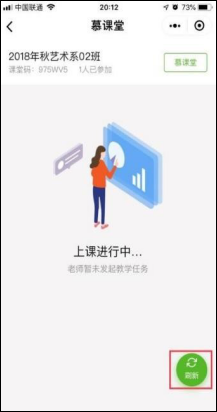 中国联通 20:12 73%
慕课堂
2018年秋艺术系02班
慕课堂
课堂码：975WV5 1人已参加
上课进行中...
老师暂未发起教学任务
刷新